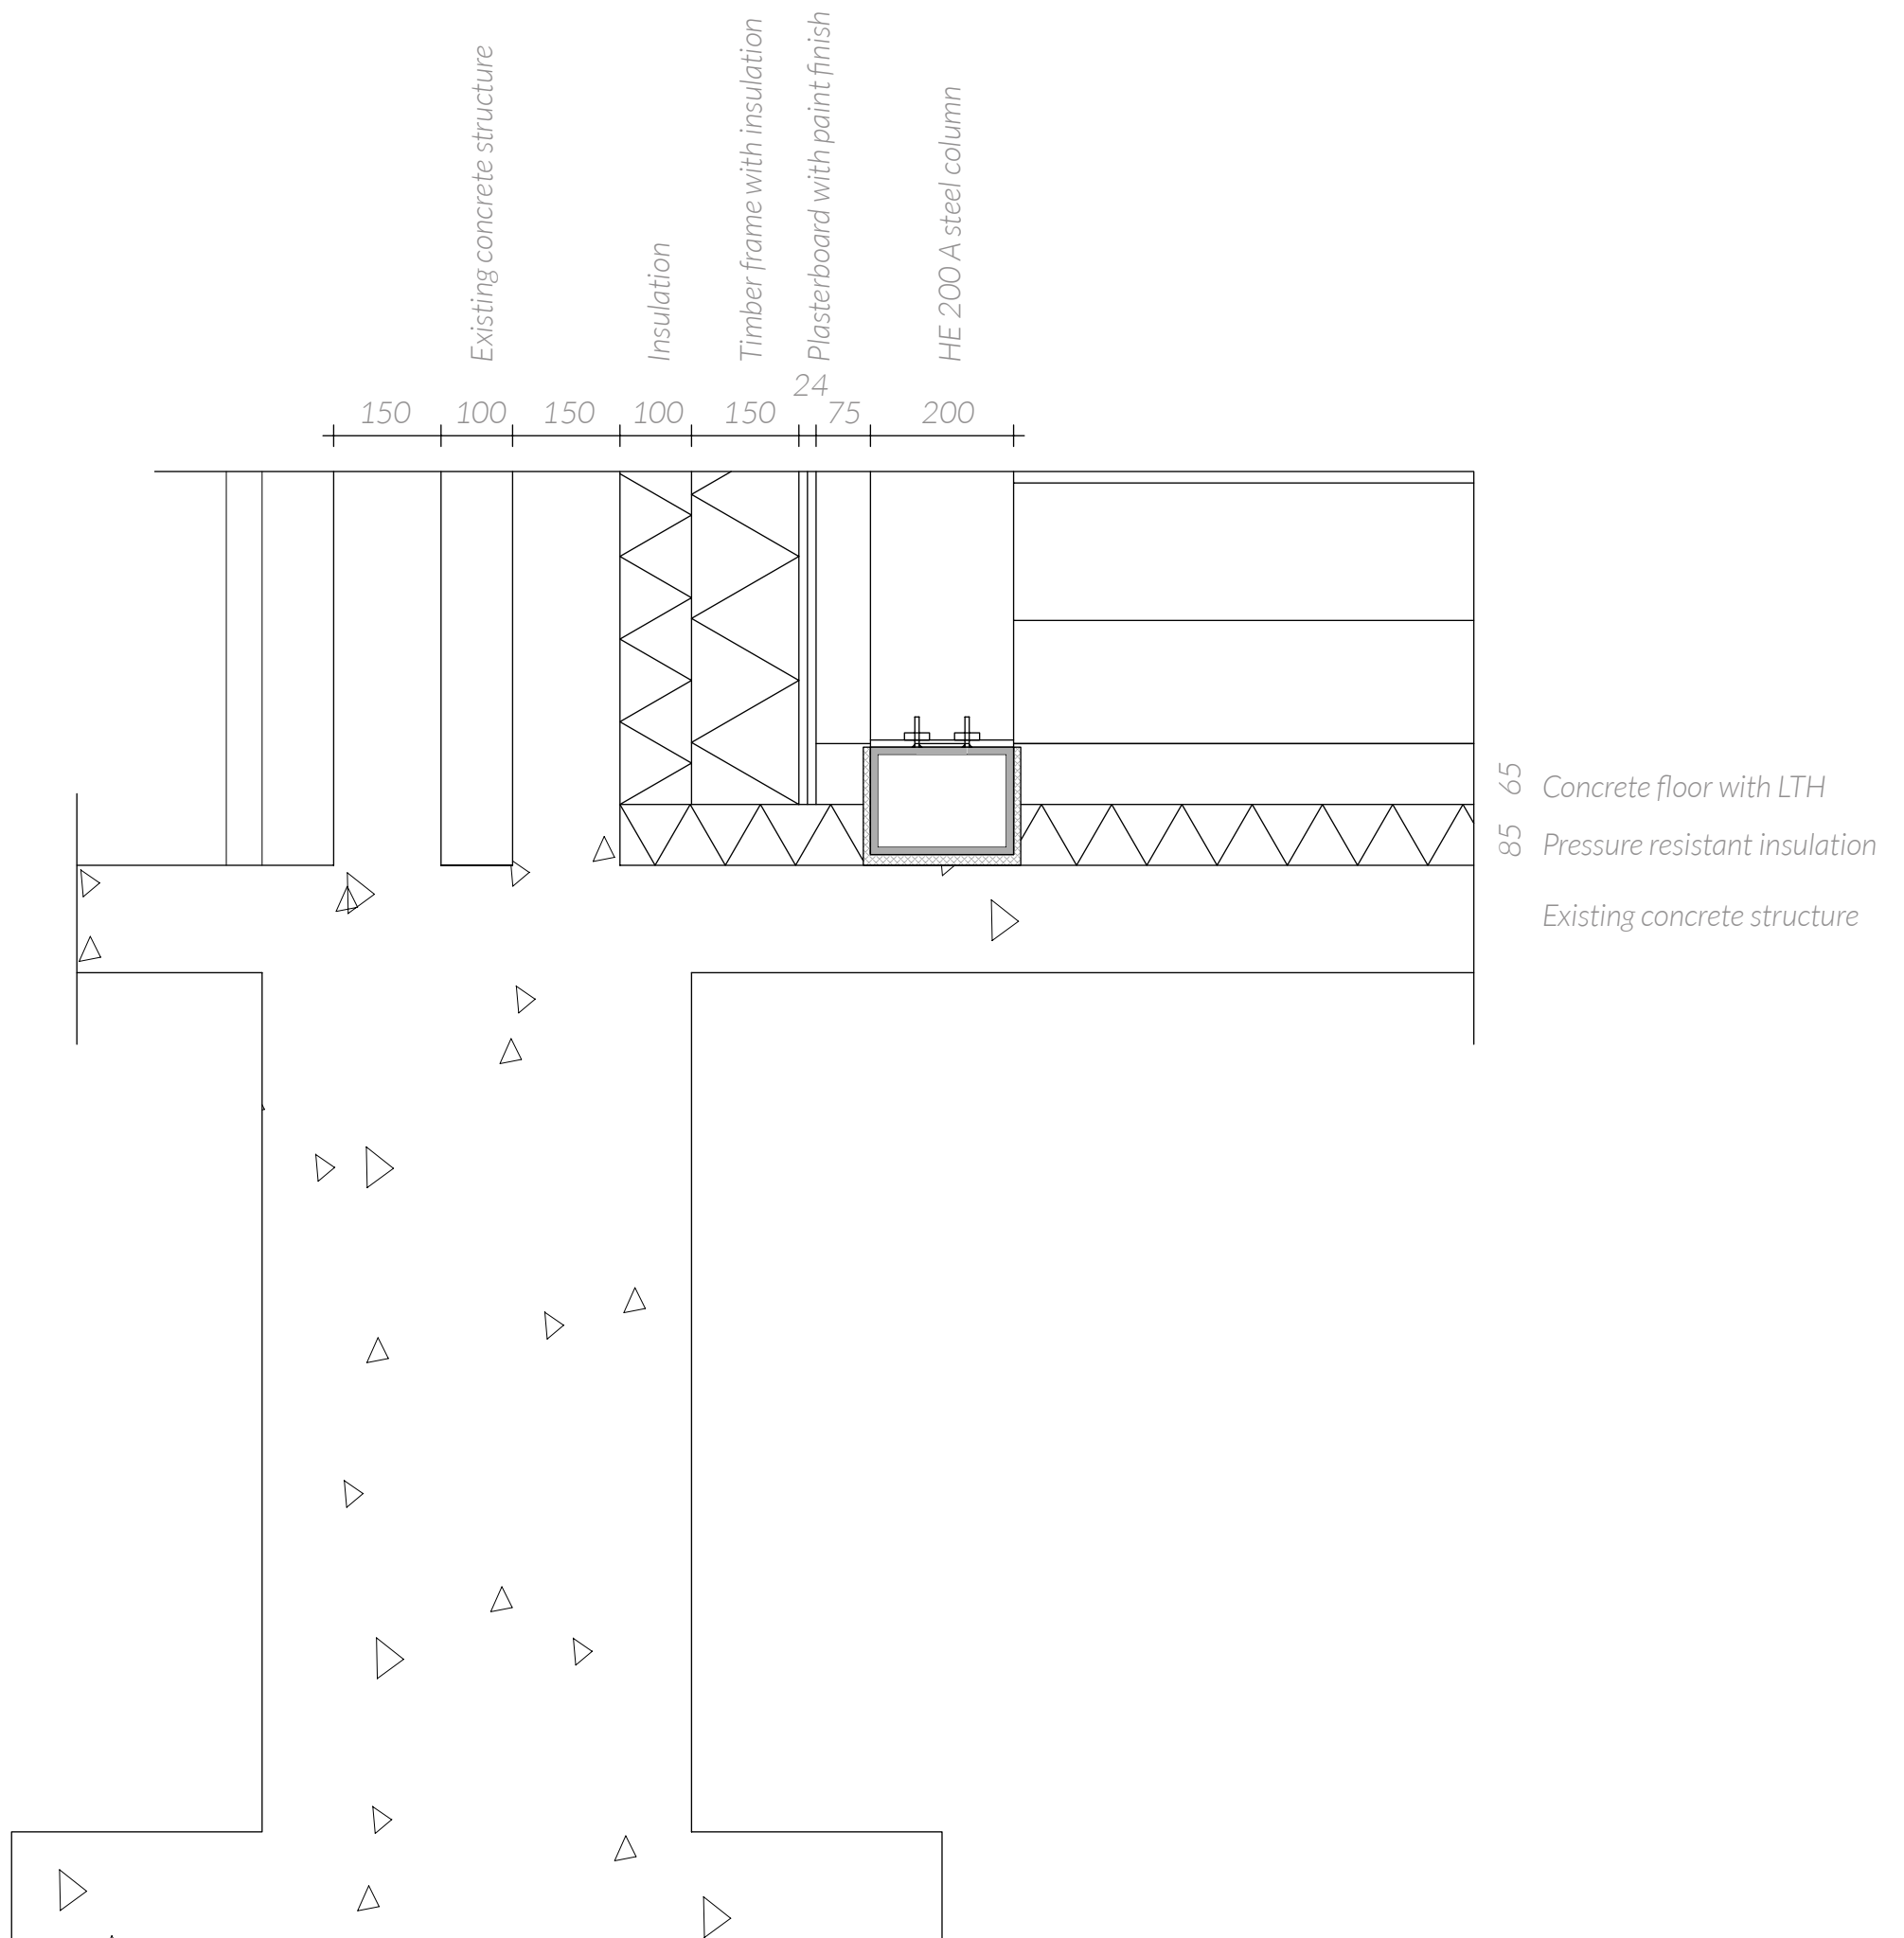 Existing concrete structure
Insulation
Timber frame with insulation
Plasterboard with paint finish
HE 200 A steel column
24
150 100 150 100 150 75 200
65 Concrete floor with LTH
85 Pressure resistant insulation
Existing concrete structure